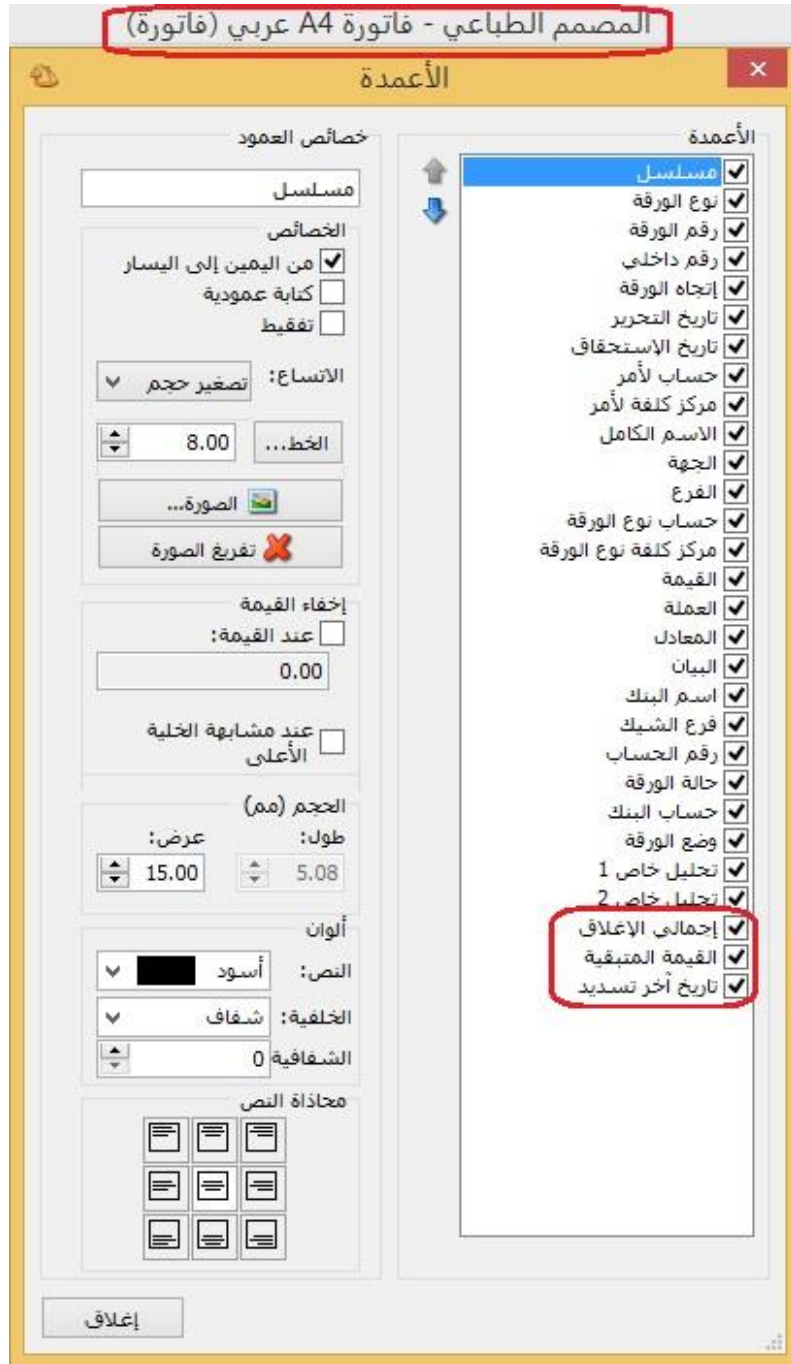 المصمم الطباعي - فاتورة A4 عربي (فاتورة)
الأعمدة
الأعمدة
مسلسل
نوع الورقة
رقم الورقة
رقم داخلي
إتجاه الورقة
تاريخ التحرير
تاريخ الإستحقاق
حساب لأمر
مركز كلفة لأمر
الاسم الكامل
الجهة
الفرع
حساب نوع الورقة
مركز كلفة نوع الورقة
القيمة
العملة
المعادل
البيان
اسم البنك
فرع الشيك
رقم الحساب
حالة الورقة
حساب البنك
وضع الورقة
تحليل خاص 1
تحليل خاص 2
إجمالي الإغلاق
القيمة المتبقية
تاريخ آخر تسديد
خصائص العمود
مسلسل
الخصائص
من اليمين إلى اليسار
كتابة عمودية
تفقيط
الاتساع: تصغير حجم
الخط... 8.00
الصورة...
تفريغ الصورة
إخفاء القيمة
عند القيمة:
0.00
عند مشابهة الخلية
الأعلى
الحجم (مم)
طول: عرض:
5.08 15.00
ألوان
النص: أسود
الخلفية: شفاف
الشفافية 0
محاذاة النص
إغلاق